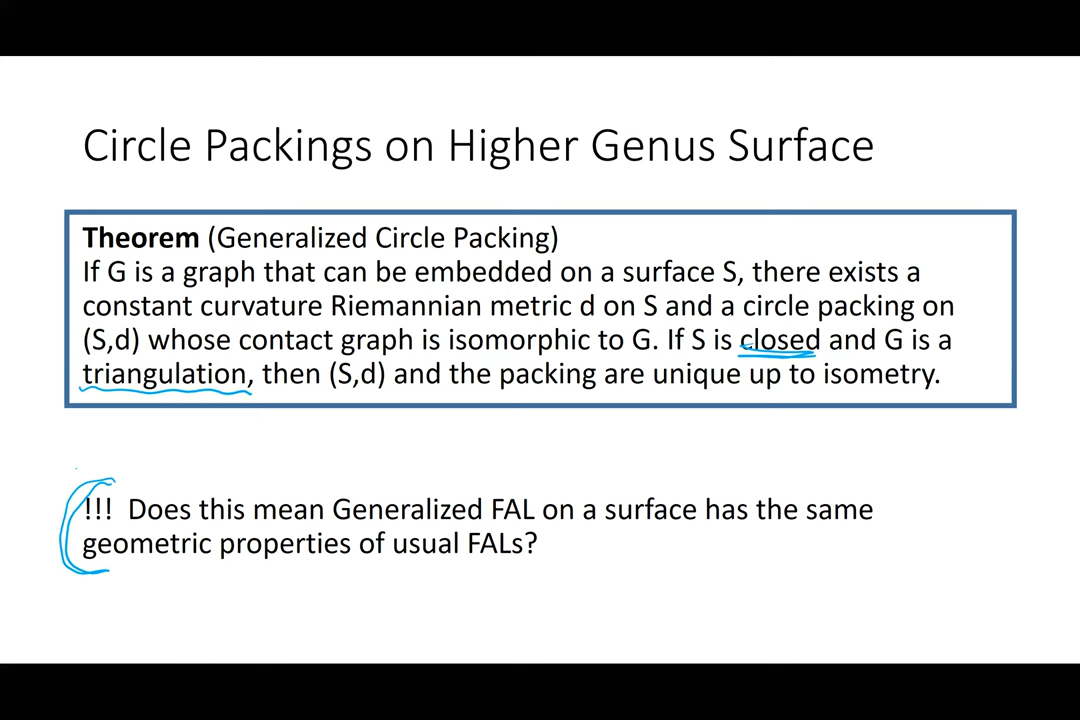 Circle Packings on Higher Genus Surface
Theorem (Generalized Circle Packing)
If G is a graph that can be embedded on a surface S, there exists a
constant curvature Riemannian metric d on S and a circle packing on
(S,d) whose contact graph is isomorphic to G. If S is closed and G is a
triangulation, then (S,d) and the packing are unique up to isometry.
!!! Does this mean Generalized FAL on a surface has the same
geometric properties of usual FALs?